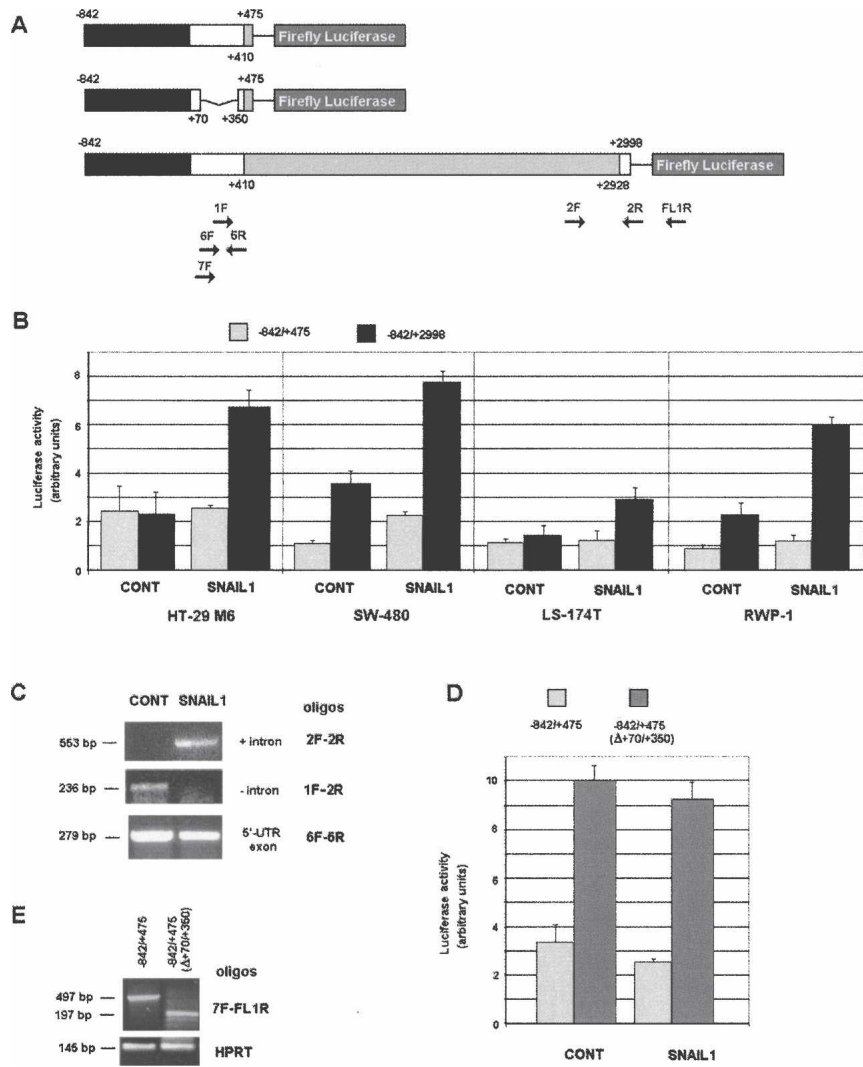 A
-842
+475
Firefly Luciferase
+410
-842
+475
Firefly Luciferase
+70
+350
-842
+2998
Firefly Luciferase
+410
+2928
1F
2F
2R
FL1R
6F
6R
7F
B
-842/+475
-842/+2998
Luciferase activity
(arbitrary units)
8
6
4
2
0
CONT
SNAIL1
CONT
SNAIL1
CONT
SNAIL1
CONT
SNAIL1
HT-29 M6
SW-480
LS-174T
RWP-1
C
CONT
SNAIL1
oligos
553 bp
+ intron
2F-2R
236 bp
- intron
1F-2R
279 bp
5'-UTR
exon
6F-6R
D
-842/+475
-842/+475
(Δ+70/+350)
Luciferase activity
(arbitrary units)
10
8
6
4
2
0
CONT
SNAIL1
E
-842/+475
-842/+475
(Δ+70/+350)
oligos
497 bp
197 bp
7F-FL1R
145 bp
HPRT